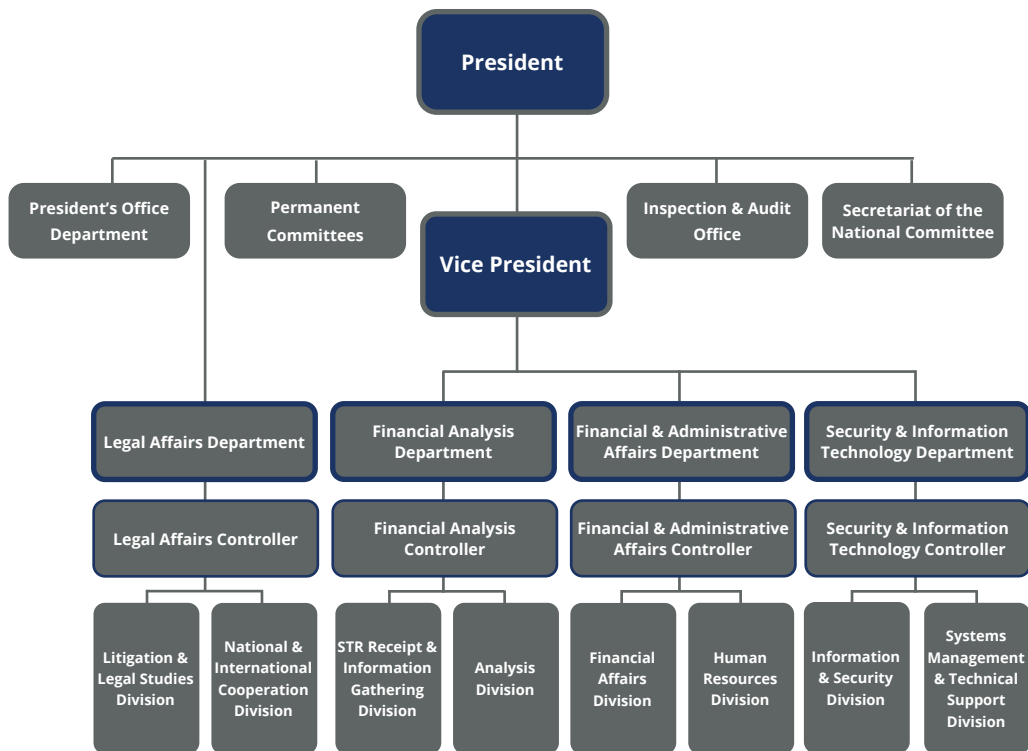 President
President’s Office
Department
Permanent
Committees
Inspection & Audit
Office
Secretariat of the
National Committee
Vice President
Legal Affairs Department
Financial Analysis
Department
Financial & Administrative
Affairs Department
Security & Information
Technology Department
Legal Affairs Controller
Financial Analysis
Controller
Financial & Administrative
Affairs Controller
Security & Information
Technology Controller
Litigation &
Legal Studies
Division
National &
International
Cooperation
Division
STR Receipt &
Information
Gathering
Division
Analysis
Division
Financial
Affairs
Division
Human
Resources
Division
Information
& Security
Division
Systems
Management
& Technical
Support
Division